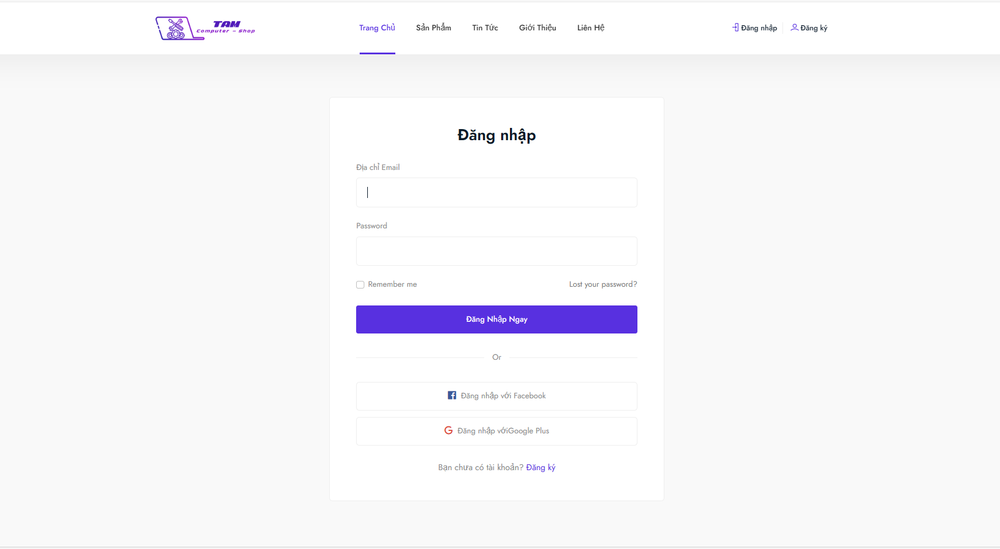 TAM
Computer - Shop
Trang Chủ Sản Phẩm Tin Tức Giới Thiệu Liên Hệ
Đăng nhập Đăng ký
Đăng nhập
Địa chỉ Email
Password
Remember me Lost your password?
Đăng Nhập Ngay
Or
Đăng nhập với Facebook
Đăng nhập vớiGoogle Plus
Bạn chưa có tài khoản? Đăng ký